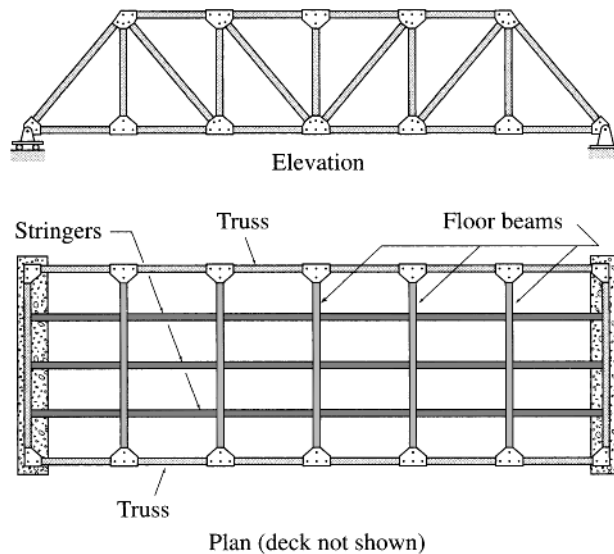 Elevation
Truss
Floor beams
Stringers
Truss
Plan (deck not shown)